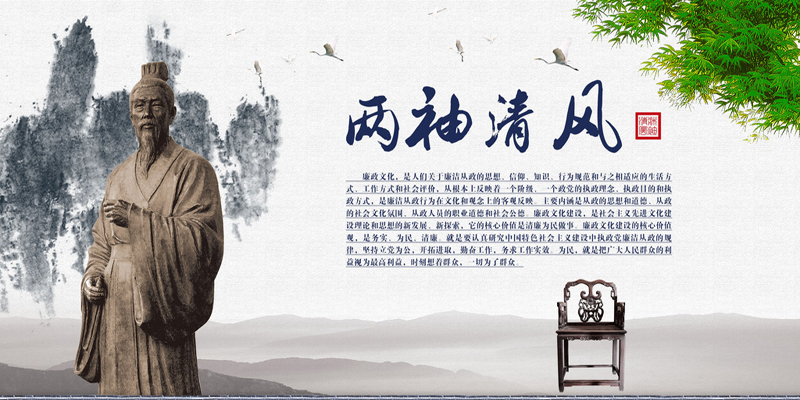 两袖清风
两袖
清风
廉政文化，是人们关于廉洁从政的思想、信仰、知识、行为规范和与之相适应的生活方
式、工作方式和社会评价，从根本上反映着一个阶级、一个政党的执政理念、执政目的和执
政方式，是廉洁从政行为在文化和观念上的客观反映。主要内涵是从政的思想和道德、从政
的社会文化氛围、从政人员的职业道德和社会公德。廉政文化建设，是社会主义先进文化建
设理论和思想的新发展、新探索，它的核心价值是清廉为民做事。廉政文化建设的核心价值
观，是务实、为民、清廉。就是要认真研究中国特色社会主义建设中执政党廉洁从政的规
律，坚持立党为公，开拓进取，勤奋工作，务求工作实效。为民，就是把广大人民群众的利
益视为最高利益，时刻想着群众，一切为了群众。